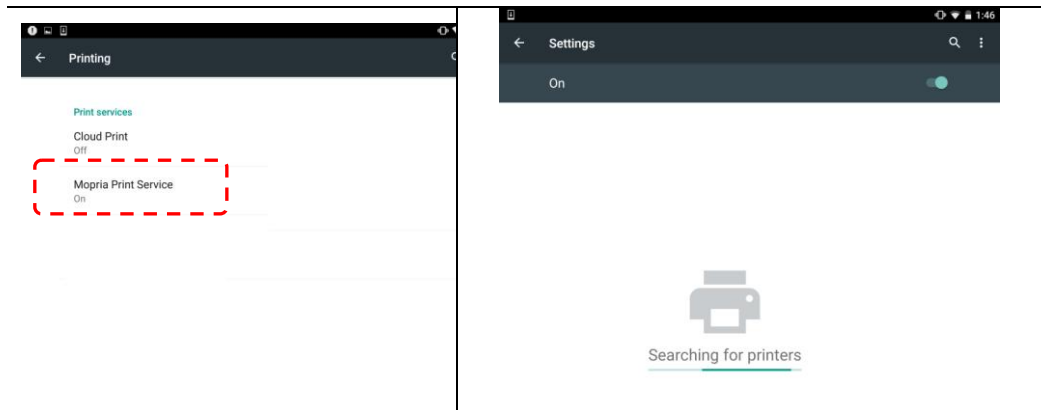 Printing
Print services
Cloud Print
Off
Mopria Print Service
On
1:46
Settings
On
Searching for printers